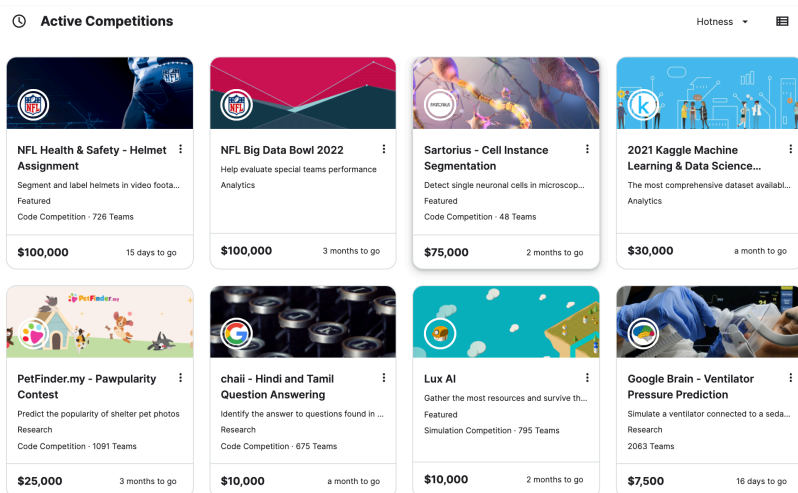 Active Competitions
Hotness
NFL Health & Safety - Helmet
Assignment
Segment and label helmets in video foota...
Featured
Code Competition · 726 Teams
$100,000
15 days to go
NFL Big Data Bowl 2022
Help evaluate special teams performance
Analytics
$100,000
3 months to go
SARTORIUS
Sartorius - Cell Instance
Segmentation
Detect single neuronal cells in microscop...
Featured
Code Competition · 48 Teams
$75,000
2 months to go
k
2021 Kaggle Machine
Learning & Data Science...
The most comprehensive dataset availabl...
Analytics
$30,000
a month to go
PetFinder.my
PetFinder.my - Pawpularity
Contest
Predict the popularity of shelter pet photos
Research
Code Competition · 1091 Teams
$25,000
3 months to go
G
chaii - Hindi and Tamil
Question Answering
Identify the answer to questions found in ...
Research
Code Competition · 675 Teams
$10,000
a month to go
Lux AI
Gather the most resources and survive th...
Featured
Simulation Competition · 795 Teams
$10,000
2 months to go
Google Brain - Ventilator
Pressure Prediction
Simulate a ventilator connected to a seda...
Research
2063 Teams
$7,500
16 days to go